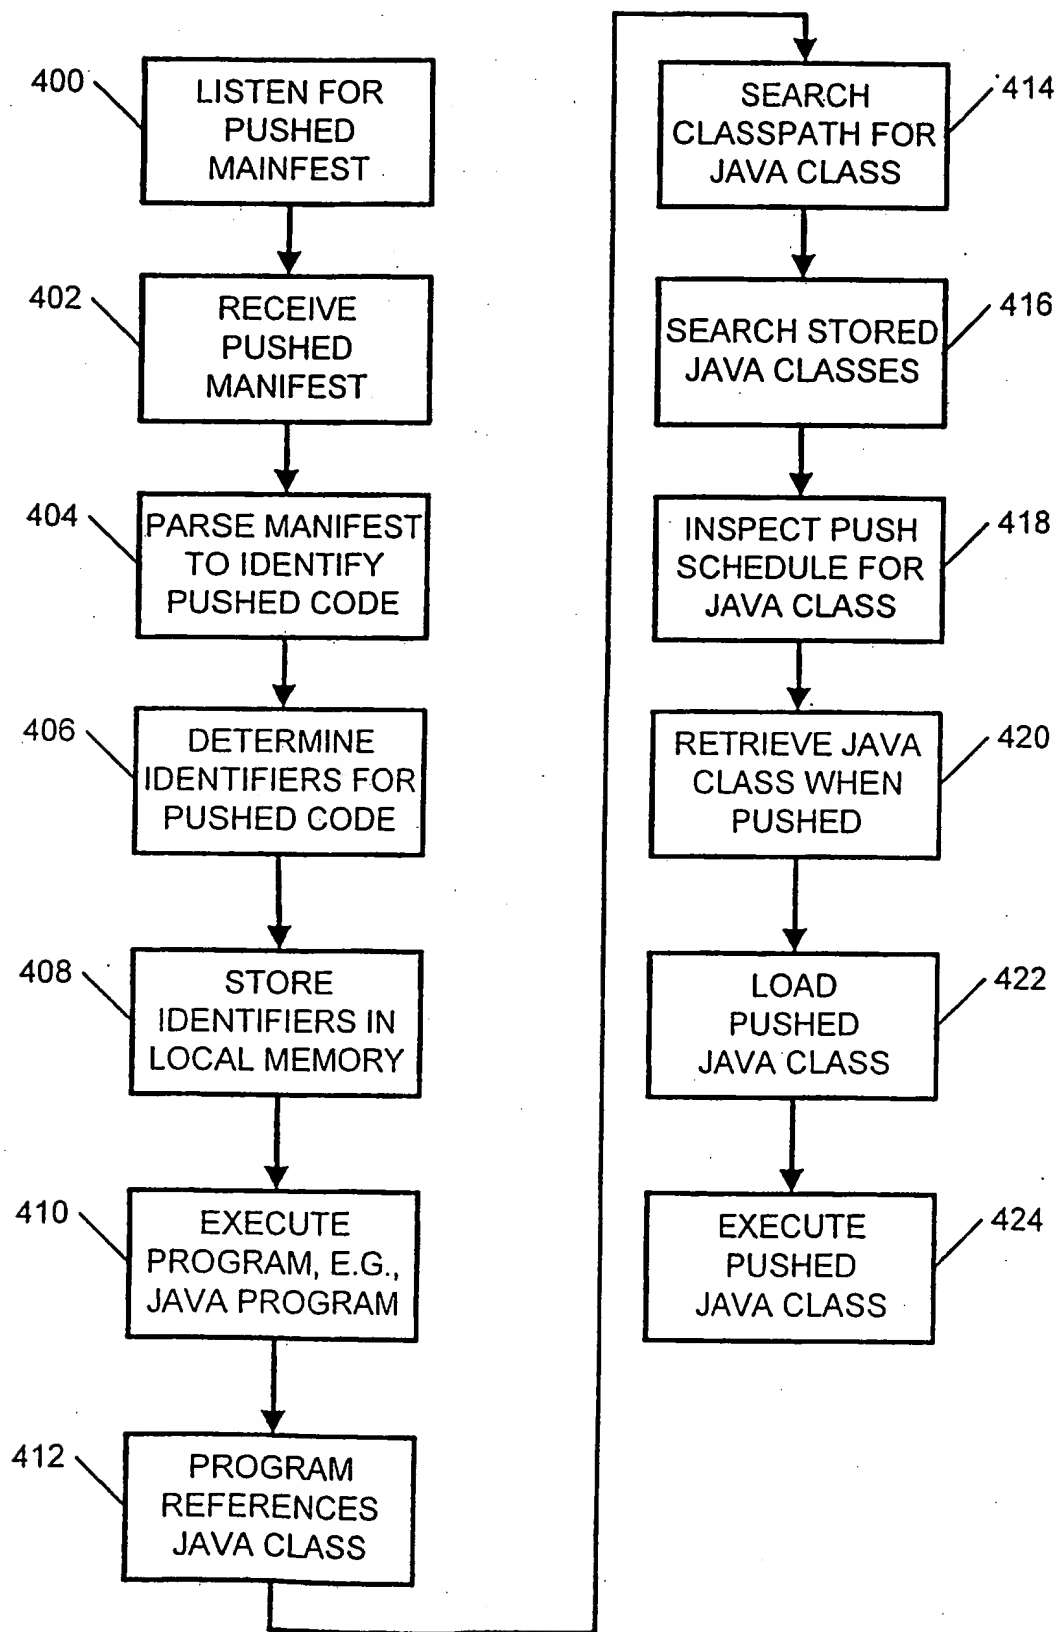 400
LISTEN FOR
PUSHED
MAINFEST
402
RECEIVE
PUSHED
MANIFEST
404
PARSE MANIFEST
TO IDENTIFY
PUSHED CODE
406
DETERMINE
IDENTIFIERS FOR
PUSHED CODE
408
STORE
IDENTIFIERS IN
LOCAL MEMORY
410
EXECUTE
PROGRAM, E.G.,
JAVA PROGRAM
412
PROGRAM
REFERENCES
JAVA CLASS
414
SEARCH
CLASSPATH FOR
JAVA CLASS
416
SEARCH STORED
JAVA CLASSES
418
INSPECT PUSH
SCHEDULE FOR
JAVA CLASS
420
RETRIEVE JAVA
CLASS WHEN
PUSHED
422
LOAD
PUSHED
JAVA CLASS
424
EXECUTE
PUSHED
JAVA CLASS